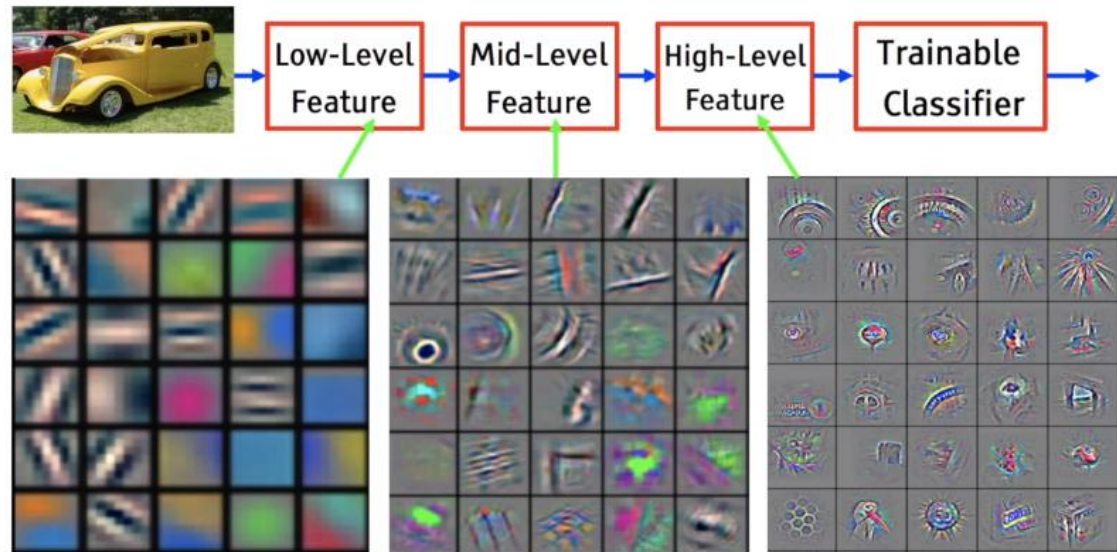 Low-Level
Feature
Mid-Level
Feature
High-Level
Feature
Trainable
Classifier